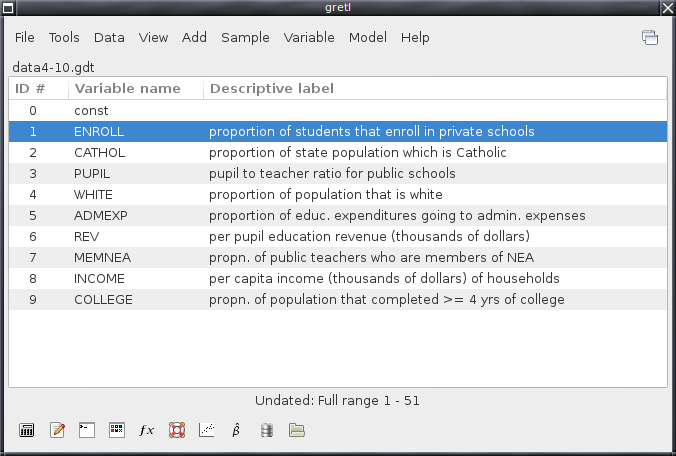 gretl
File Tools Data View Add Sample Variable Model Help
data4-10.gdt
ID # Variable name Descriptive label
0 const
1 ENROLL proportion of students that enroll in private schools
2 CATHOL proportion of state population which is Catholic
3 PUPIL pupil to teacher ratio for public schools
4 WHITE proportion of population that is white
5 ADMEXP proportion of educ. expenditures going to admin. expenses
6 REV per pupil education revenue (thousands of dollars)
7 MEMNEA propn. of public teachers who are members of NEA
8 INCOME per capita income (thousands of dollars) of households
9 COLLEGE propn. of population that completed >= 4 yrs of college
Undated: Full range 1 - 51
fx β̂